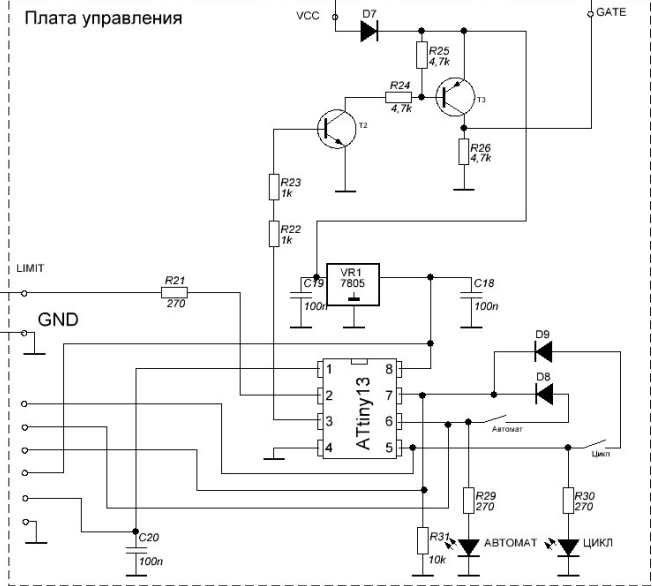 Плата управления
VCC
D7
GATE
R25
4,7k
R24
4,7k
T3
T2
R26
4,7k
R23
1k
R22
1k
LIMIT
R21
270
C19
100n
VR1
7805
C18
100n
GND
D9
1
8
D8
2
7
ATtiny13
3
6
Автомат
4
5
Цикл
R29
270
R30
270
C20
100n
R31
10k
АВТОМАТ
ЦИКЛ